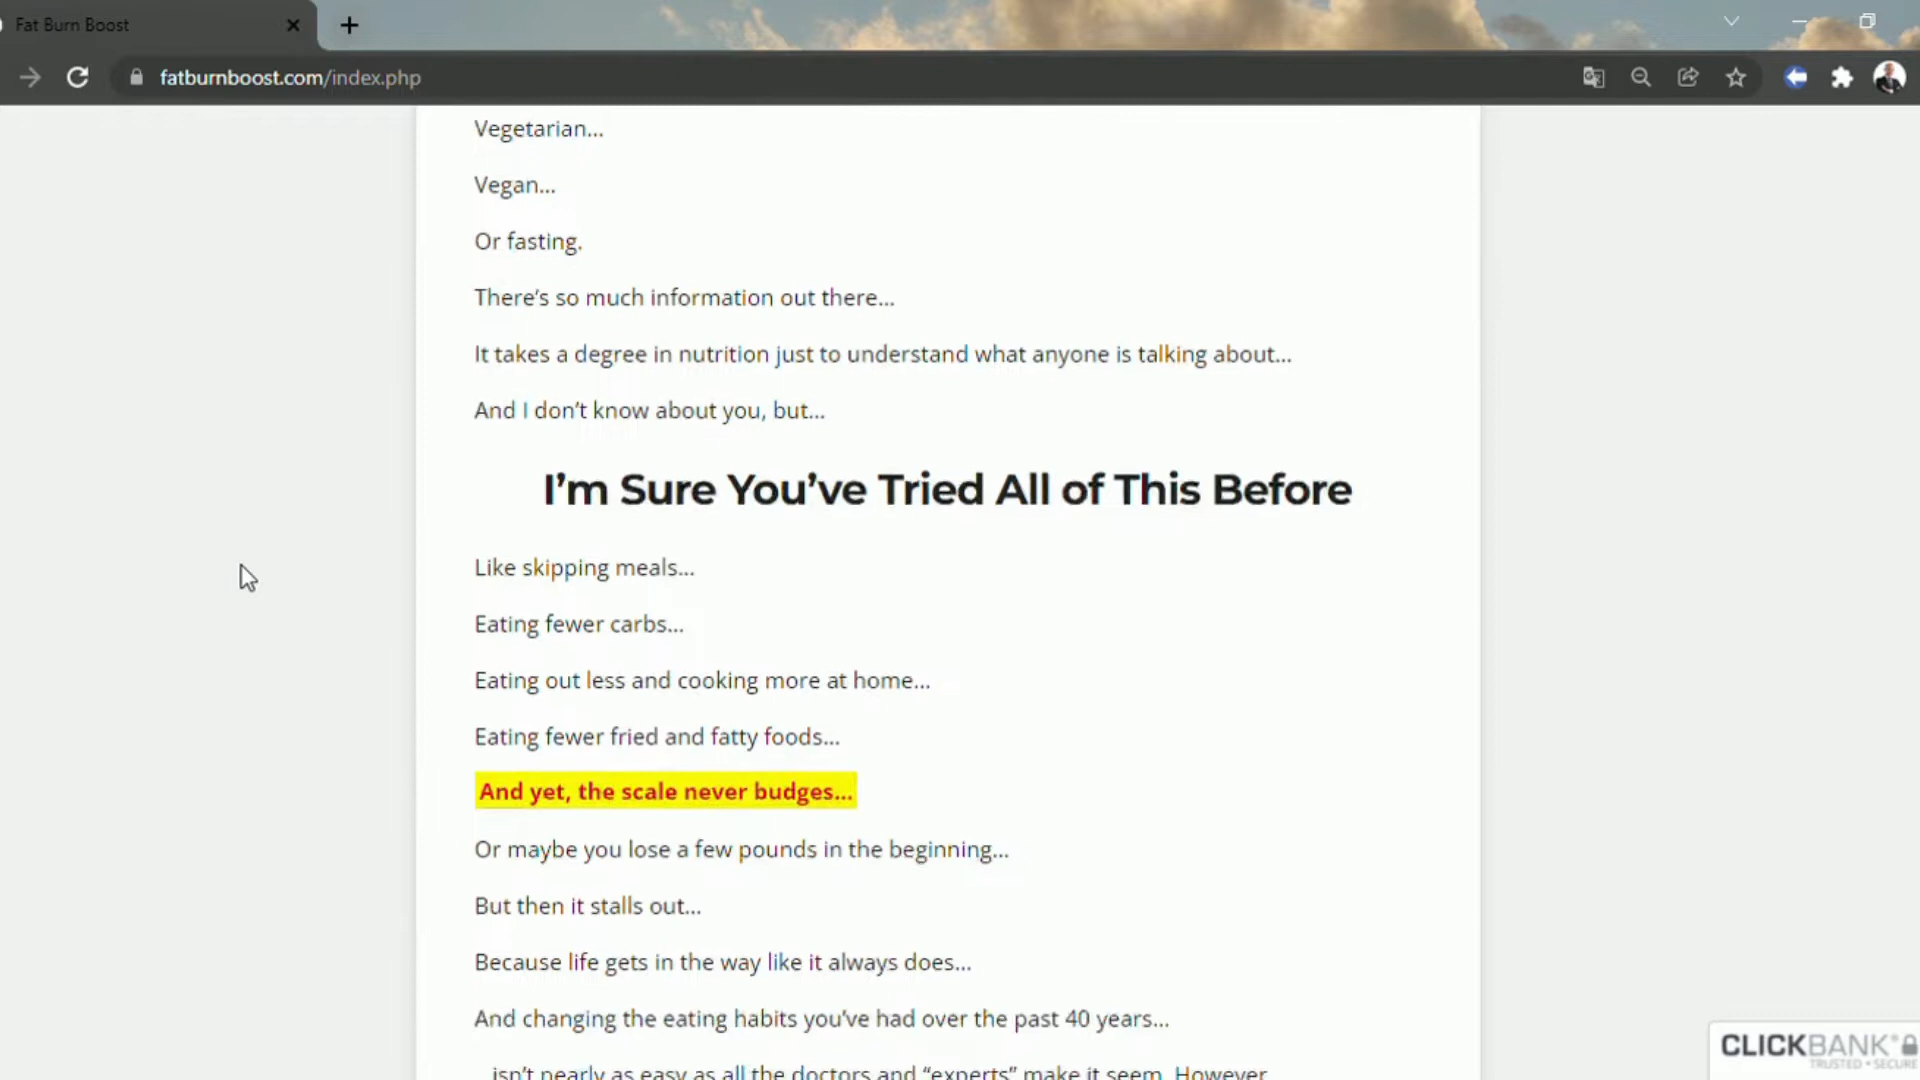 Fat Burn Boost
fatburnboost.com/index.php
Vegetarian...
Vegan...
Or fasting.
There's so much information out there...
It takes a degree in nutrition just to understand what anyone is talking about...
And I don't know about you, but...
I'm Sure You've Tried All of This Before
Like skipping meals...
Eating fewer carbs...
Eating out less and cooking more at home...
Eating fewer fried and fatty foods...
And yet, the scale never budges...
Or maybe you lose a few pounds in the beginning...
But then it stalls out...
Because life gets in the way like it always does...
And changing the eating habits you've had over the past 40 years...
isn't nearly as easy as all the doctors and "experts" make it seem. However
CLICKBANK®
TRUSTED • SECURE